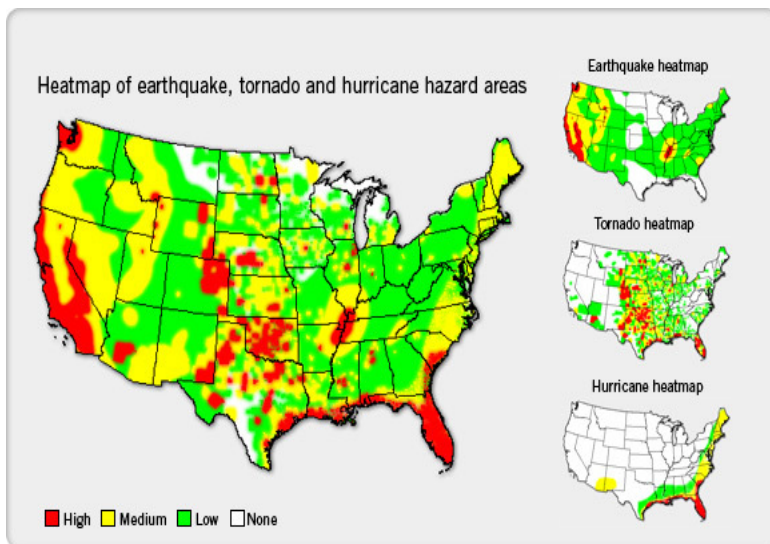 Heatmap of earthquake, tornado and hurricane hazard areas
Earthquake heatmap
Tornado heatmap
Hurricane heatmap
High Medium Low None